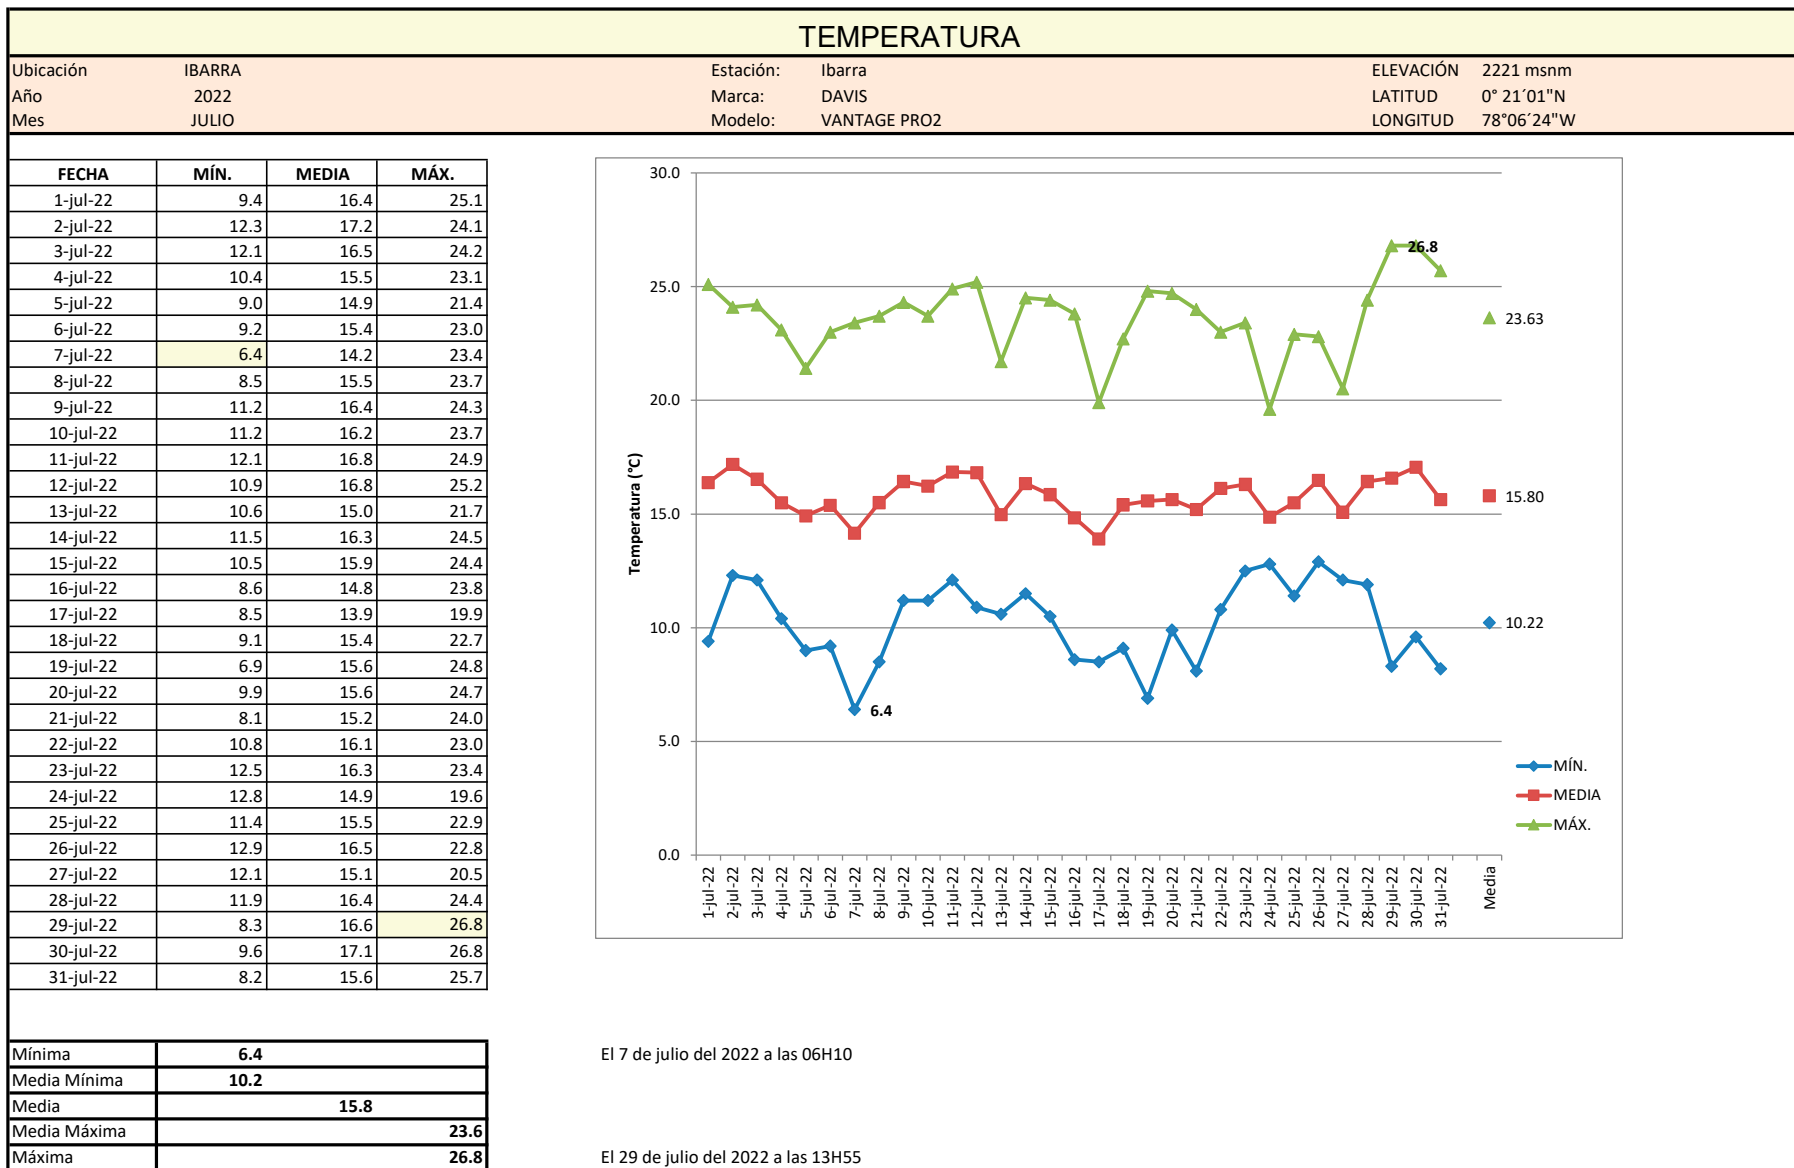 TEMPERATURA
Ubicación IBARRA Estación: Ibarra ELEVACIÓN 2221 msnm
Año 2022 Marca: DAVIS LATITUD 0° 21´01"N
Mes JULIO Modelo: VANTAGE PRO2 LONGITUD 78°06´24"W
FECHA MÍN. MEDIA MÁX.
1-jul-22 9.4 16.4 25.1
2-jul-22 12.3 17.2 24.1
3-jul-22 12.1 16.5 24.2
4-jul-22 10.4 15.5 23.1
5-jul-22 9.0 14.9 21.4
6-jul-22 9.2 15.4 23.0
7-jul-22 6.4 14.2 23.4
8-jul-22 8.5 15.5 23.7
9-jul-22 11.2 16.4 24.3
10-jul-22 11.2 16.2 23.7
11-jul-22 12.1 16.8 24.9
12-jul-22 10.9 16.8 25.2
13-jul-22 10.6 15.0 21.7
14-jul-22 11.5 16.3 24.5
15-jul-22 10.5 15.9 24.4
16-jul-22 8.6 14.8 23.8
17-jul-22 8.5 13.9 19.9
18-jul-22 9.1 15.4 22.7
19-jul-22 6.9 15.6 24.8
20-jul-22 9.9 15.6 24.7
21-jul-22 8.1 15.2 24.0
22-jul-22 10.8 16.1 23.0
23-jul-22 12.5 16.3 23.4
24-jul-22 12.8 14.9 19.6
25-jul-22 11.4 15.5 22.9
26-jul-22 12.9 16.5 22.8
27-jul-22 12.1 15.1 20.5
28-jul-22 11.9 16.4 24.4
29-jul-22 8.3 16.6 26.8
30-jul-22 9.6 17.1 26.8
31-jul-22 8.2 15.6 25.7
30.0
25.0
20.0
15.0
10.0
5.0
0.0
Temperatura (°C)
26.8
23.63
15.80
10.22
6.4
MÍN.
MEDIA
MÁX.
1-jul-22
2-jul-22
3-jul-22
4-jul-22
5-jul-22
6-jul-22
7-jul-22
8-jul-22
9-jul-22
10-jul-22
11-jul-22
12-jul-22
13-jul-22
14-jul-22
15-jul-22
16-jul-22
17-jul-22
18-jul-22
19-jul-22
20-jul-22
21-jul-22
22-jul-22
23-jul-22
24-jul-22
25-jul-22
26-jul-22
27-jul-22
28-jul-22
29-jul-22
30-jul-22
31-jul-22
Media
Mínima 6.4 El 7 de julio del 2022 a las 06H10
Media Mínima 10.2
Media 15.8
Media Máxima 23.6
Máxima 26.8 El 29 de julio del 2022 a las 13H55